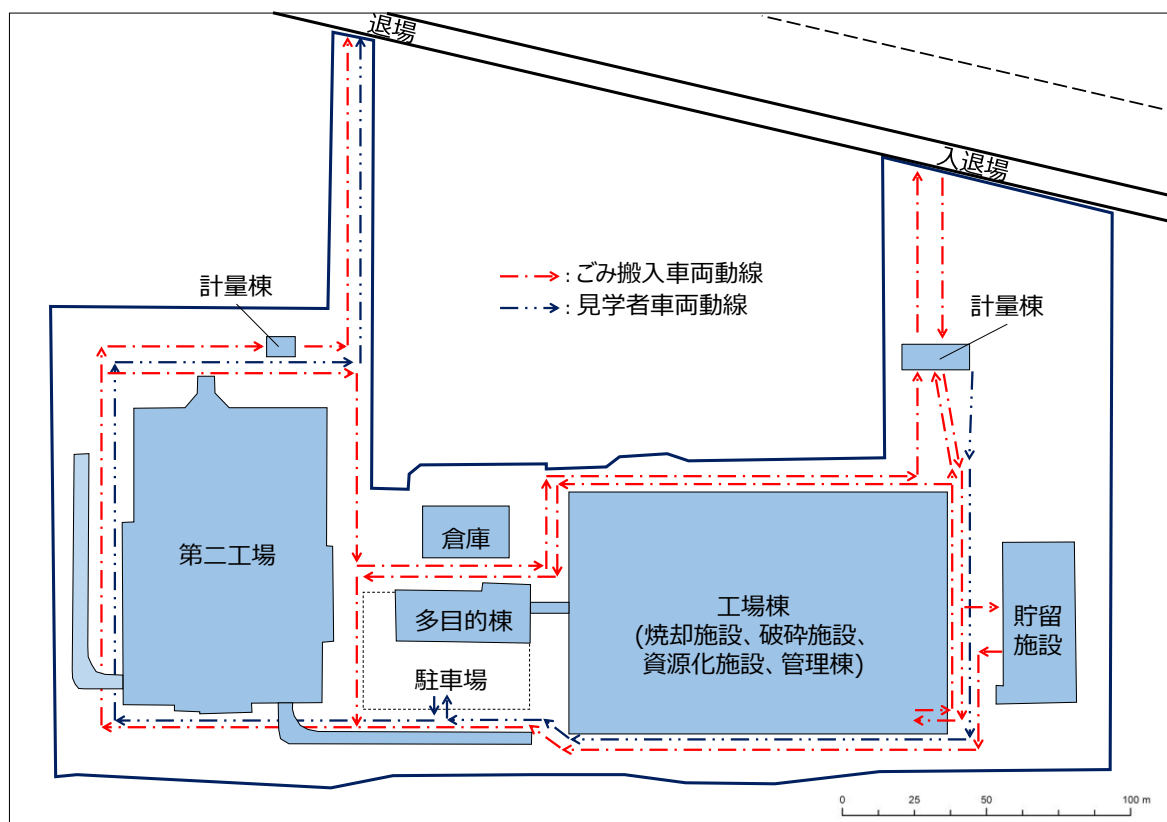 退場
入退場
:ごみ搬入車両動線
:見学者車両動線
計量棟
計量棟
倉庫
第二工場
多目的棟
工場棟
(焼却施設、破砕施設、
資源化施設、管理棟)
貯留
施設
駐車場
0 25 50 100 m